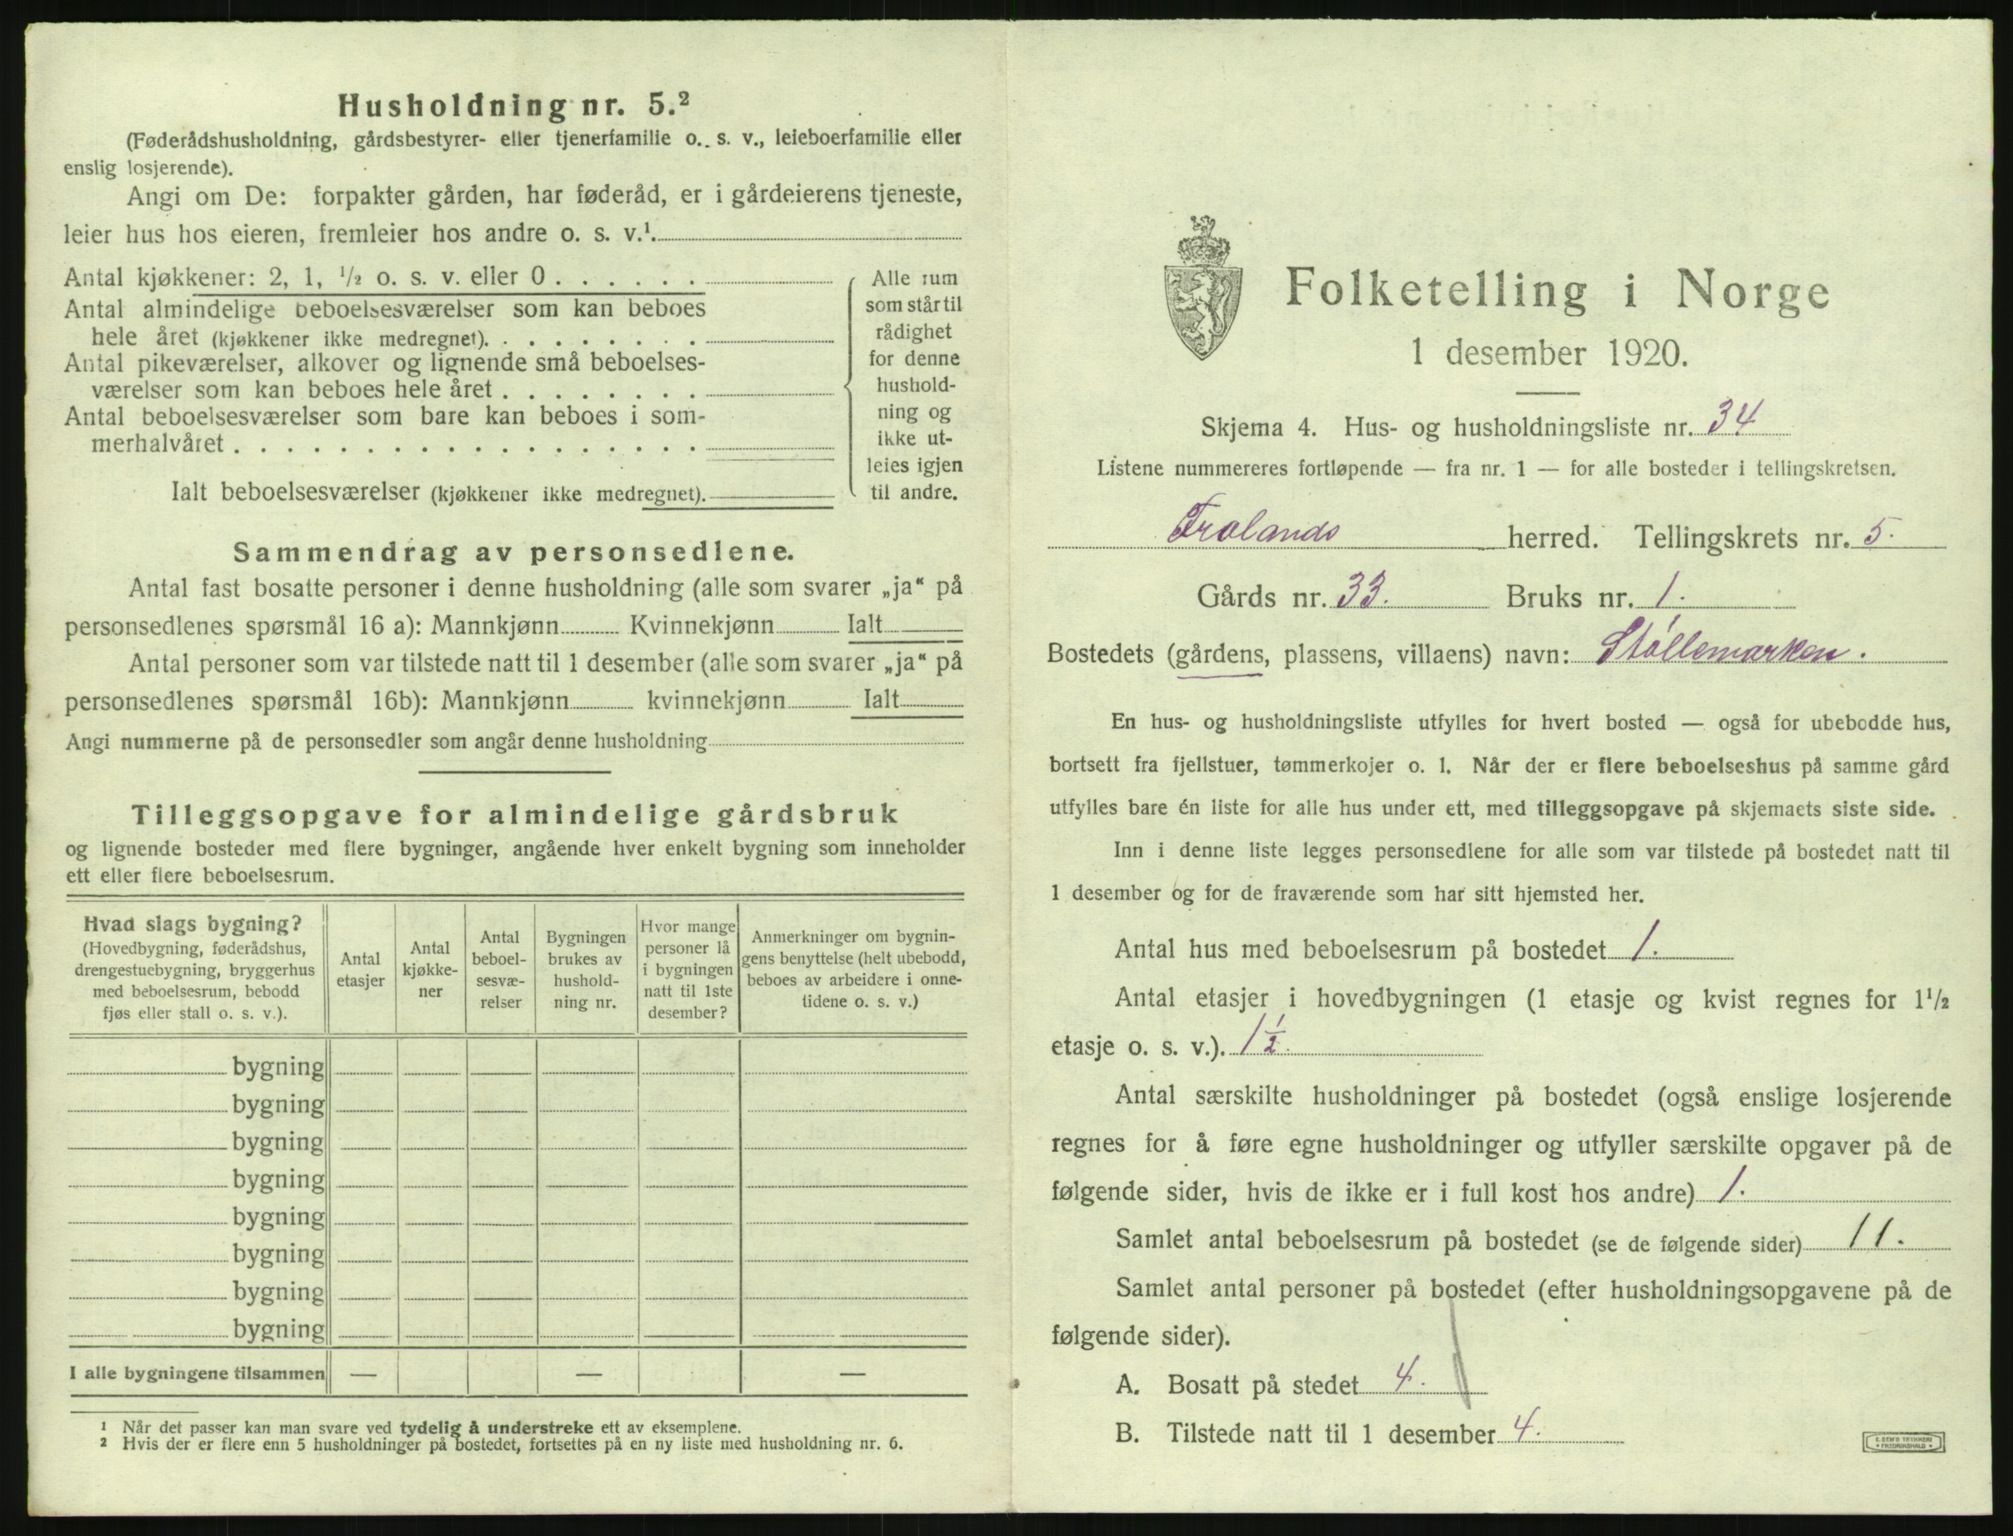 Husholdning nr. 5.²
(Føderådshusholdning, gårdsbestyrer- eller tjenerfamilie o. s. v., leieboerfamilie eller
enslig losjerende).
Angi om De: forpakter gården, har føderåd, er i gårdeierens tjeneste,
leier hus hos eieren, fremleier hos andre o. s. v.¹.
Antal kjøkkener: 2, 1, ½ o. s. v. eller 0 . . . . . .
Antal almindelige beboelsesværelser som kan beboes
hele året (kjøkkener ikke medregnet). . . . . . . . .
Antal pikeværelser, alkover og lignende små beboelses-
værelser som kan beboes hele året . . . . . . . .
Antal beboelsesværelser som bare kan beboes i som-
merhalvåret . . . . . . . . . . . . . . . . . .
Ialt beboelsesværelser (kjøkkener ikke medregnet).
Alle rum
som står til
rådighet
for denne
hushold-
ning og
ikke ut-
leies igjen
til andre.
Sammendrag av personsedlene.
Antal fast bosatte personer i denne husholdning (alle som svarer „ja“ på
personsedlenes spørsmål 16 a): Mannkjønn Kvinnekjønn Ialt
Antal personer som var tilstede natt til 1 desember (alle som svarer „ja“ på
personsedlenes spørsmål 16b): Mannkjønn kvinnekjønn Ialt
Angi nummerne på de personsedler som angår denne husholdning
Tilleggsopgave for almindelige gårdsbruk
og lignende bosteder med flere bygninger, angående hver enkelt bygning som inneholder
ett eller flere beboelsesrum.
Hvad slags bygning?
(Hovedbygning, føderådshus,
drengestuebygning, bryggerhus
med beboelsesrum, bebodd
fjøs eller stall o. s. v.).
Antal
etasjer
Antal
kjøkke-
ner
Antal
beboel-
sesvæ-
relser
Bygningen
brukes av
hushold-
ning nr.
Hvor mange
personer lå
i bygningen
natt til 1ste
desember?
Anmerkninger om bygnin-
gens benyttelse (helt ubebodd,
beboes av arbeidere i onne-
tidene o. s. v.)
bygning
bygning
bygning
bygning
bygning
bygning
bygning
bygning
I alle bygningene tilsammen — — —
¹ Når det passer kan man svare ved tydelig å understreke ett av eksemplene.
² Hvis der er flere enn 5 husholdninger på bostedet, fortsettes på en ny liste med husholdning nr. 6.
Folketelling i Norge
1 desember 1920.
Skjema 4. Hus- og husholdningsliste nr. 34
Listene nummereres fortløpende — fra nr. 1 — for alle bosteder i tellingskretsen.
Frolands herred. Tellingskrets nr. 5.
Gårds nr. 33. Bruks nr. 1.
Bostedets (gårdens, plassens, villaens) navn: Støllemarken.
En hus- og husholdningsliste utfylles for hvert bosted — også for ubebodde hus,
bortsett fra fjellstuer, tømmerkojer o. l. Når der er flere beboelseshus på samme gård
utfylles bare én liste for alle hus under ett, med tilleggsopgave på skjemaets siste side.
Inn i denne liste legges personsedlene for alle som var tilstede på bostedet natt til
1 desember og for de fraværende som har sitt hjemsted her.
Antal hus med beboelsesrum på bostedet 1.
Antal etasjer i hovedbygningen (1 etasje og kvist regnes for 1½
etasje o. s. v.). 1½.
Antal særskilte husholdninger på bostedet (også enslige losjerende
regnes for å føre egne husholdninger og utfyller særskilte opgaver på de
følgende sider, hvis de ikke er i full kost hos andre) 1.
Samlet antal beboelsesrum på bostedet (se de følgende sider) 11.
Samlet antal personer på bostedet (efter husholdningsopgavene på de
følgende sider).
A. Bosatt på stedet 4.
B. Tilstede natt til 1 desember 4.